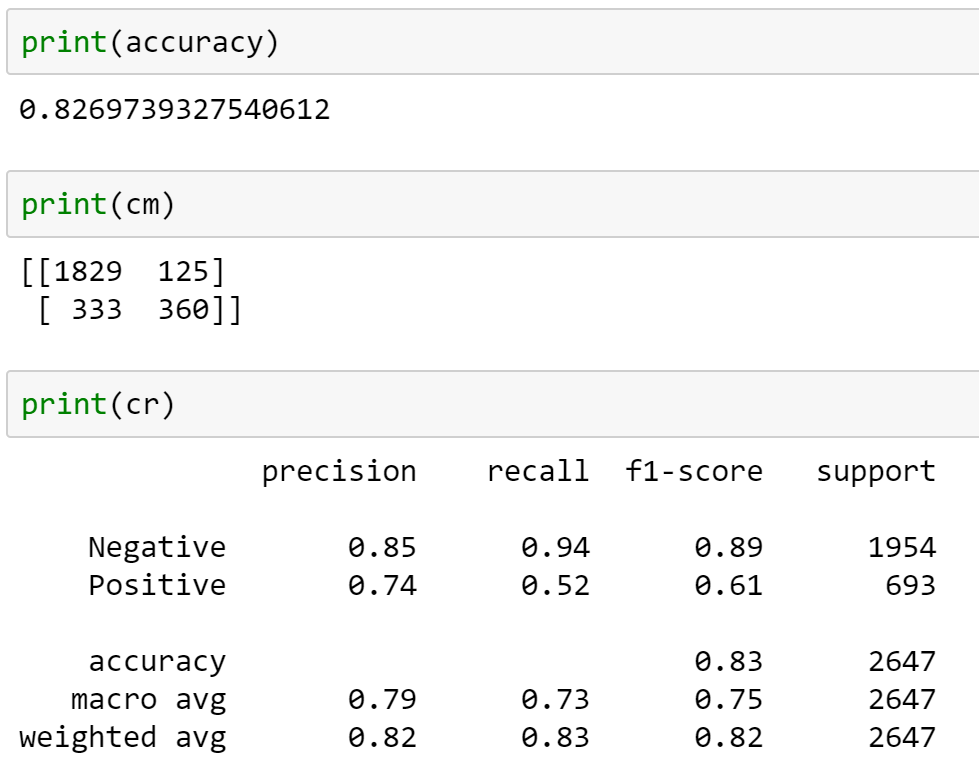 print(accuracy)
0.8269739327540612
print(cm)
[[1829  125]
 [ 333  360]]
print(cr)
              precision    recall  f1-score   support
    Negative       0.85      0.94      0.89      1954
    Positive       0.74      0.52      0.61       693
    accuracy                           0.83      2647
   macro avg       0.79      0.73      0.75      2647
weighted avg       0.82      0.83      0.82      2647